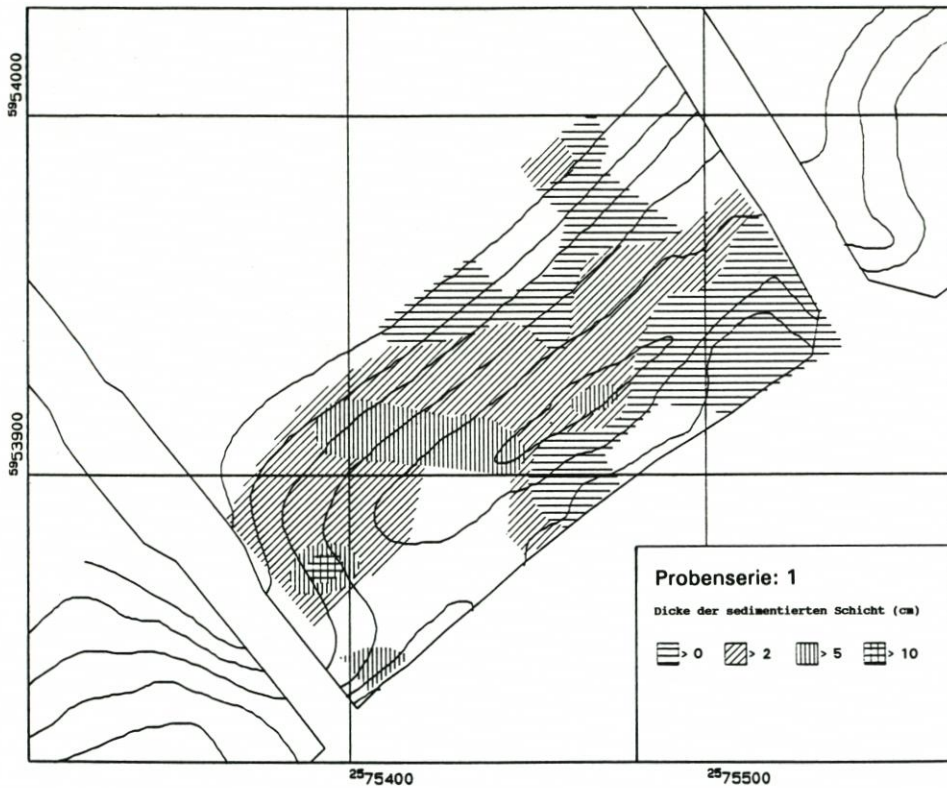 5954000
5953900
Probenserie: 1
Dicke der sedimentierten Schicht (cm)
> 0 > 2 > 5 > 10
2575400 2575500